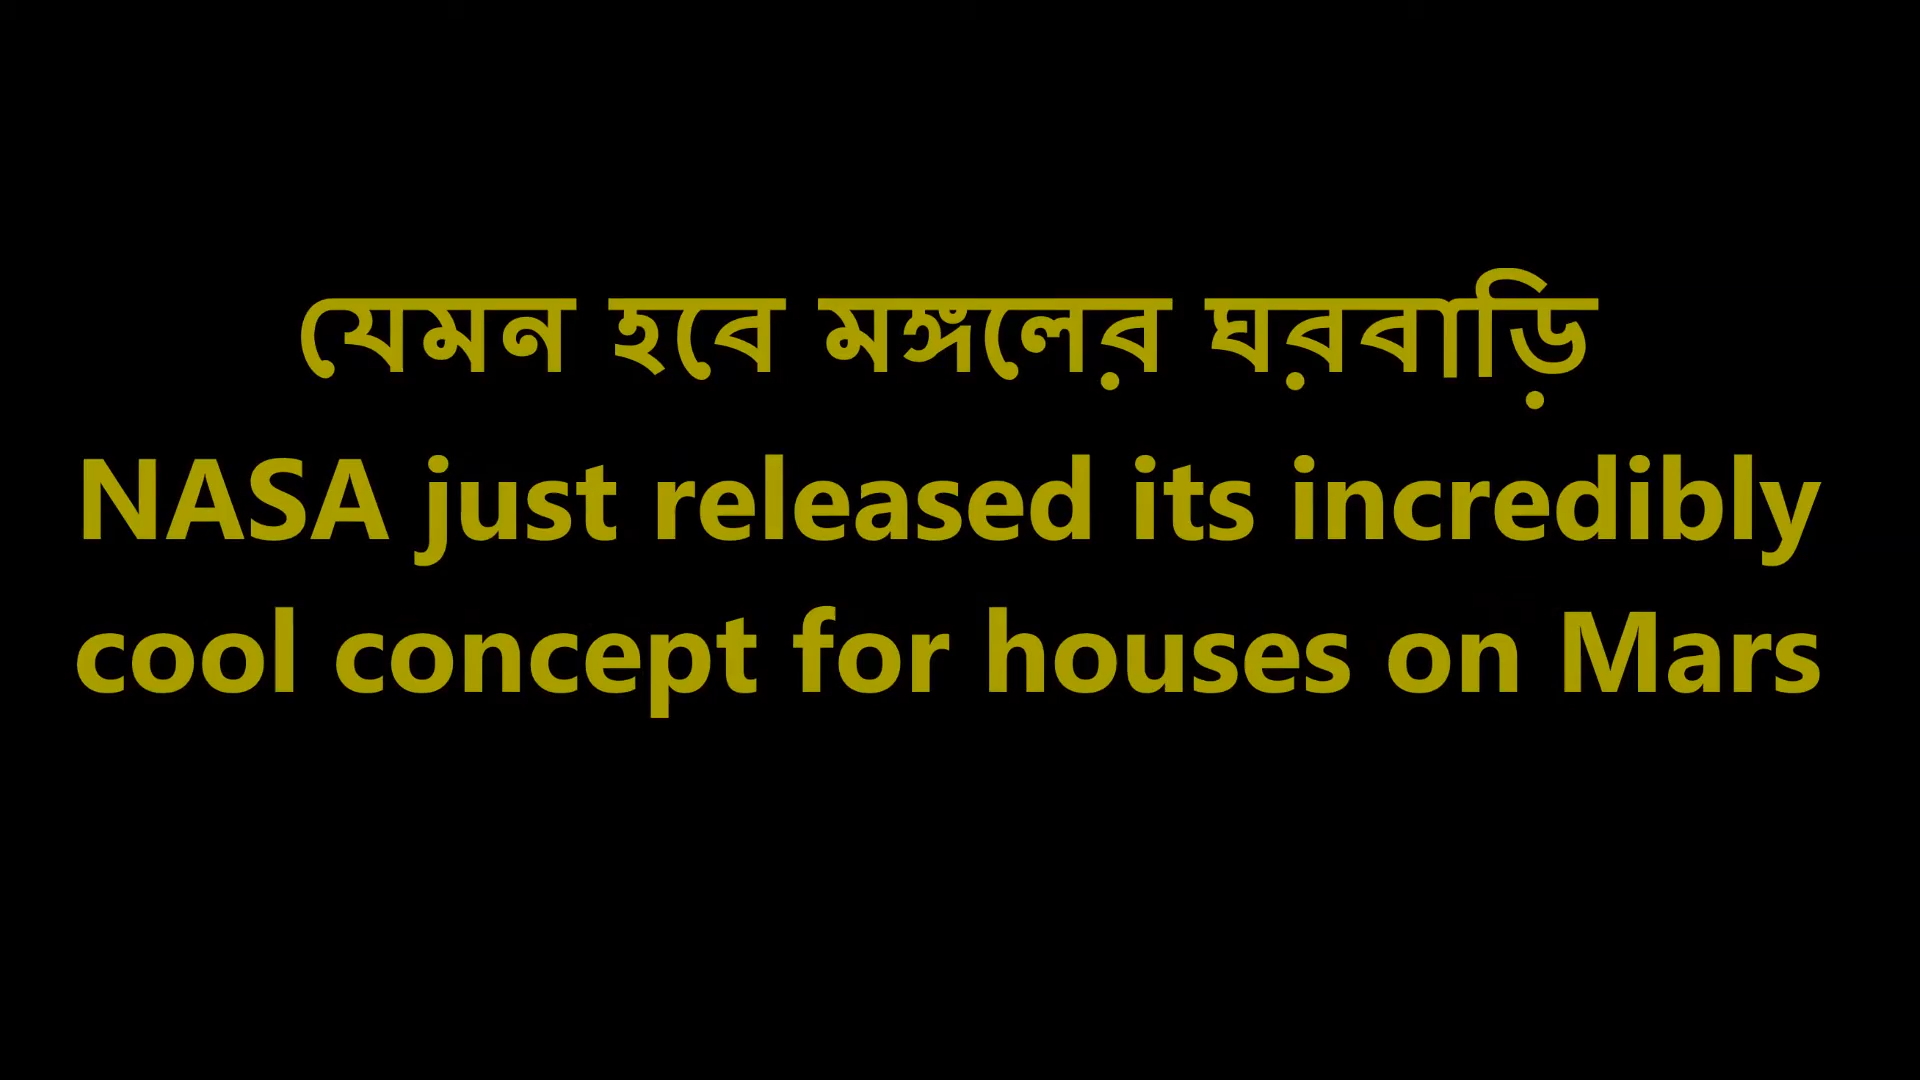 যেমন হবে মঙ্গলের ঘরবাড়ি
NASA just released its incredibly
cool concept for houses on Mars